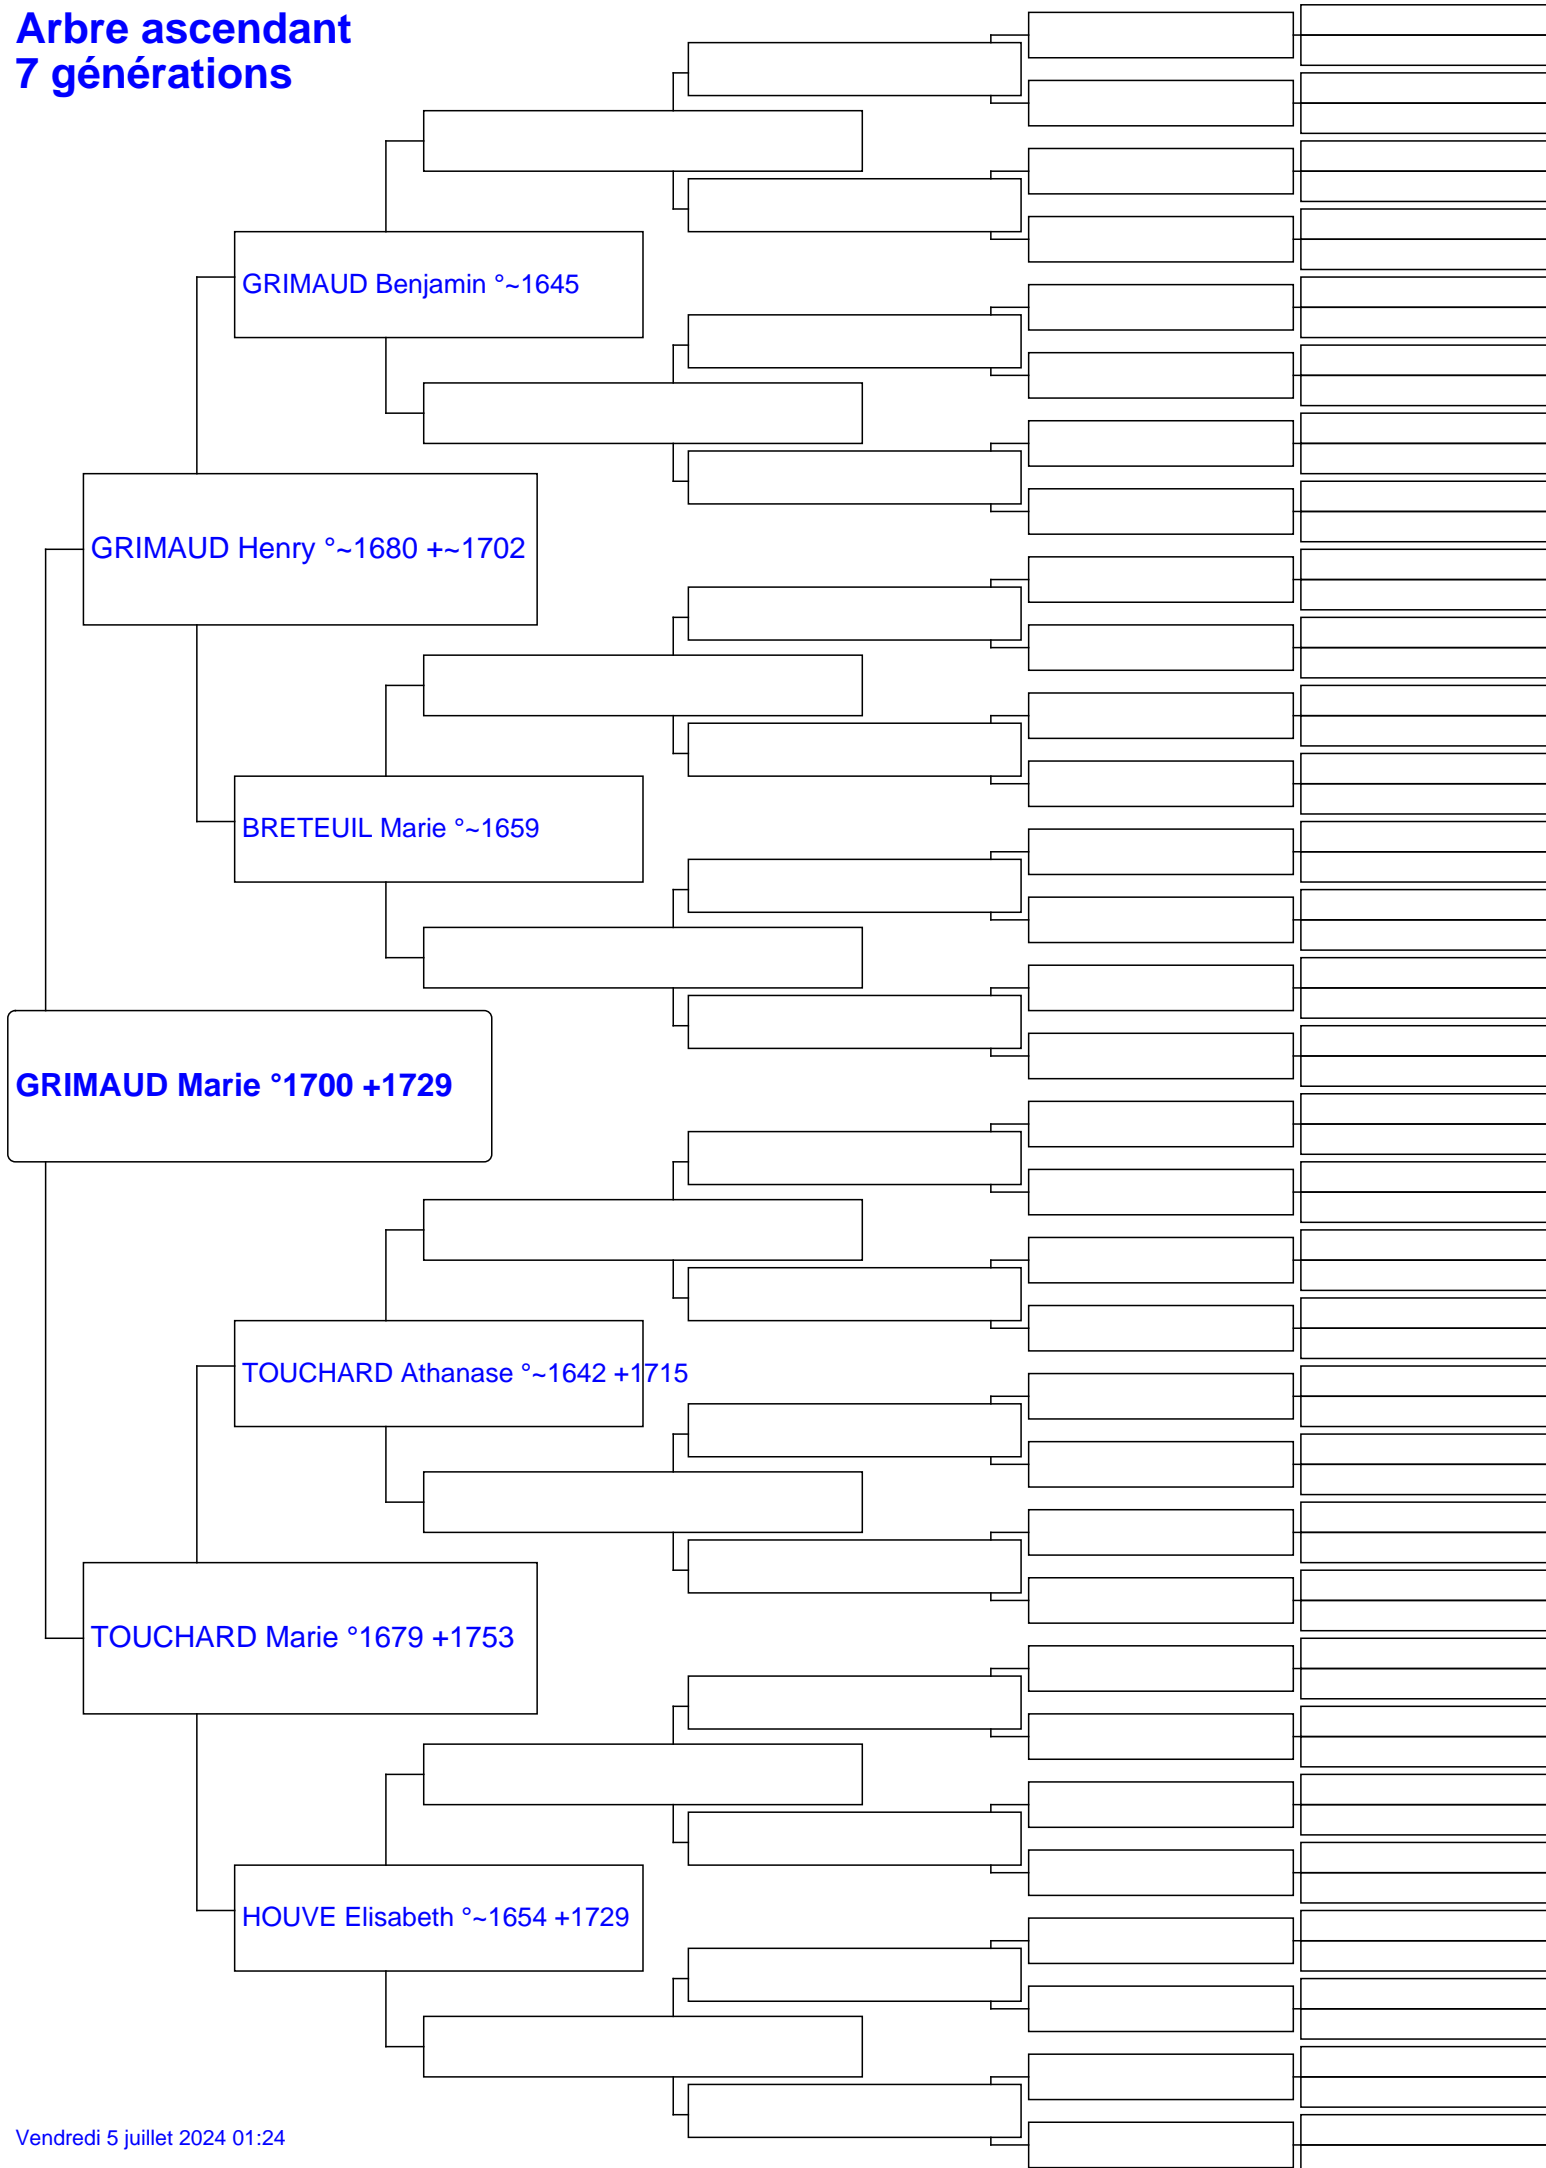 Arbre ascendant
7 générations
GRIMAUD Benjamin °~1645
GRIMAUD Henry °~1680 +~1702
BRETEUIL Marie °~1659
GRIMAUD Marie °1700 +1729
TOUCHARD Athanase °~1642 +1715
TOUCHARD Marie °1679 +1753
HOUVE Elisabeth °~1654 +1729
Vendredi 5 juillet 2024 01:24